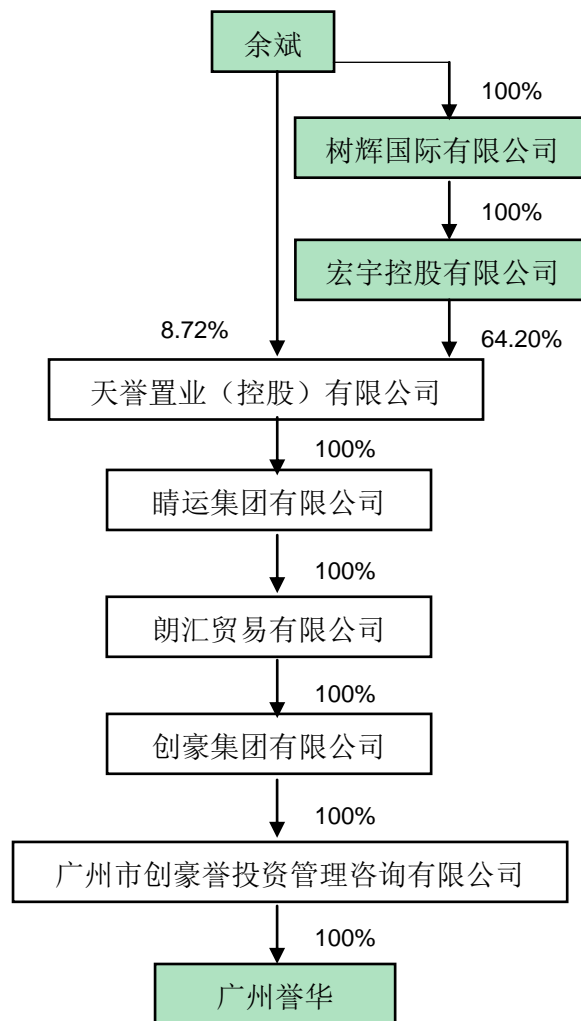 余斌
100%
树辉国际有限公司
100%
宏宇控股有限公司
8.72%
64.20%
天誉置业（控股）有限公司
100%
晴运集团有限公司
100%
朗汇贸易有限公司
100%
创豪集团有限公司
100%
广州市创豪誉投资管理咨询有限公司
100%
广州誉华